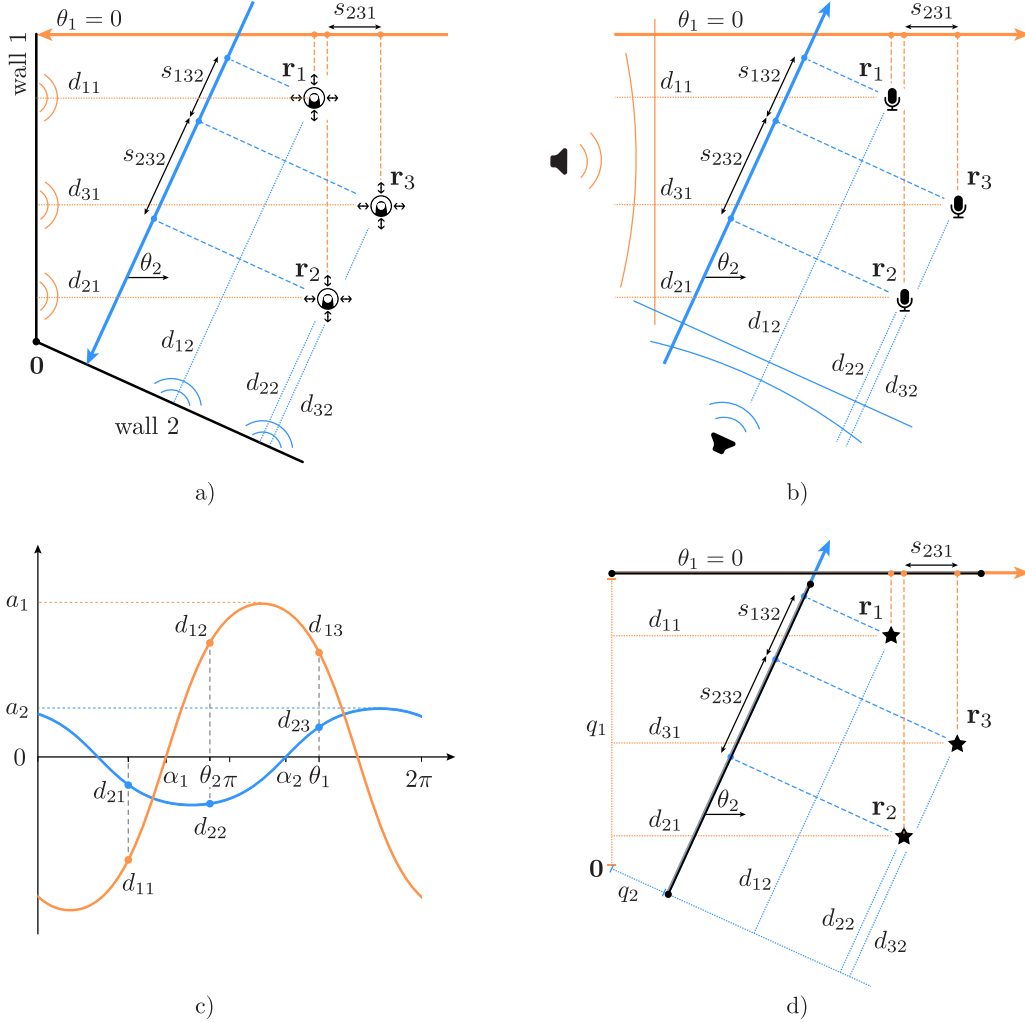 θ₁ = 0
s₂₃₁
wall 1
d₁₁
s₁₃₂
r₁
s₂₃₂
d₃₁
r₃
θ₂
r₂
d₂₁
d₁₂
0
d₂₂
d₃₂
wall 2
a)
θ₁ = 0
s₂₃₁
d₁₁
s₁₃₂
r₁
s₂₃₂
d₃₁
r₃
θ₂
r₂
d₂₁
d₁₂
d₂₂
d₃₂
b)
a₁
d₁₂
d₁₃
a₂
d₂₃
0
α₁ θ₂ π α₂ θ₁ 2π
d₂₁
d₂₂
d₁₁
c)
θ₁ = 0
s₂₃₁
s₁₃₂
r₁
d₁₁
s₂₃₂
r₃
q₁
d₃₁
θ₂
r₂
d₂₁
0
q₂
d₁₂
d₂₂
d₃₂
d)